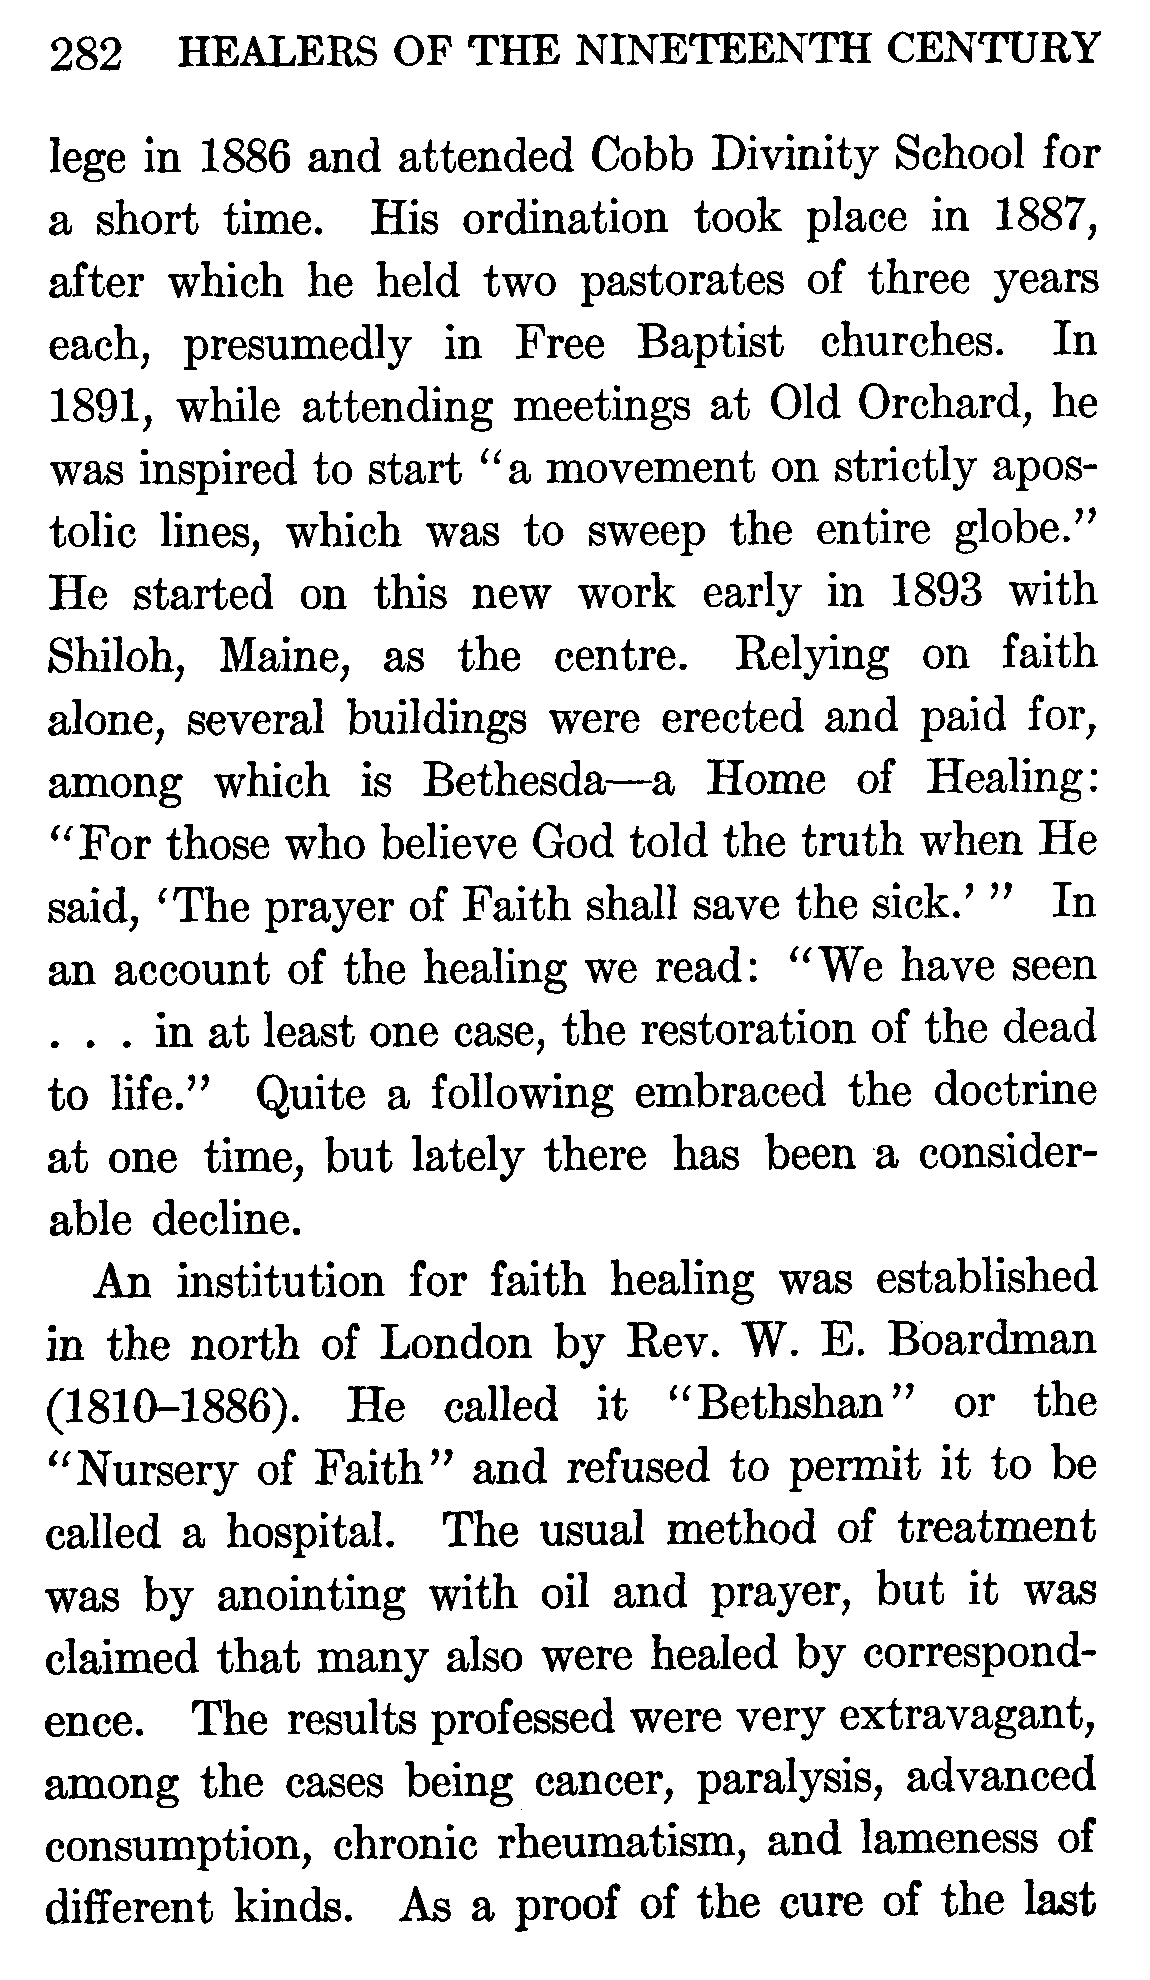 282 HEALERS OF THE NINETEENTH CENTURY
lege in 1886 and attended Cobb Divinity School for
a short time. His ordination took place in 1887,
after which he held two pastorates of three years
each, presumedly in Free Baptist churches. In
1891, while attending meetings at Old Orchard, he
was inspired to start “a movement on strictly apos-
tolic lines, which was to sweep the entire globe.”
He started on this new work early in 1893 with
Shiloh, Maine, as the centre. Relying on faith
alone, several buildings were erected and paid for,
among which is Bethesda—a Home of Healing:
“For those who believe God told the truth when He
said, ‘The prayer of Faith shall save the sick.’ ” In
an account of the healing we read: “We have seen
. . . in at least one case, the restoration of the dead
to life.” Quite a following embraced the doctrine
at one time, but lately there has been a consider-
able decline.
An institution for faith healing was established
in the north of London by Rev. W. E. Boardman
(1810–1886). He called it “Bethshan” or the
“Nursery of Faith” and refused to permit it to be
called a hospital. The usual method of treatment
was by anointing with oil and prayer, but it was
claimed that many also were healed by correspond-
ence. The results professed were very extravagant,
among the cases being cancer, paralysis, advanced
consumption, chronic rheumatism, and lameness of
different kinds. As a proof of the cure of the last